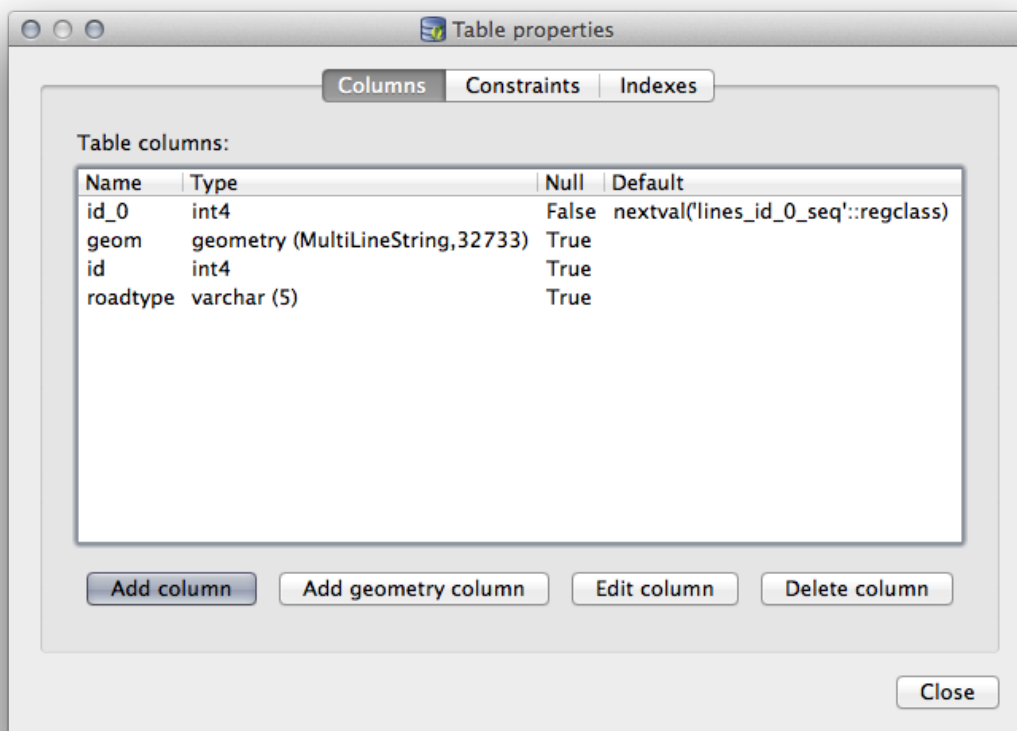 Table properties
Columns Constraints Indexes
Table columns:
Name Type Null Default
id_0 int4 False nextval('lines_id_0_seq'::regclass)
geom geometry (MultiLineString,32733) True
id int4 True
roadtype varchar (5) True
Add column Add geometry column Edit column Delete column
Close